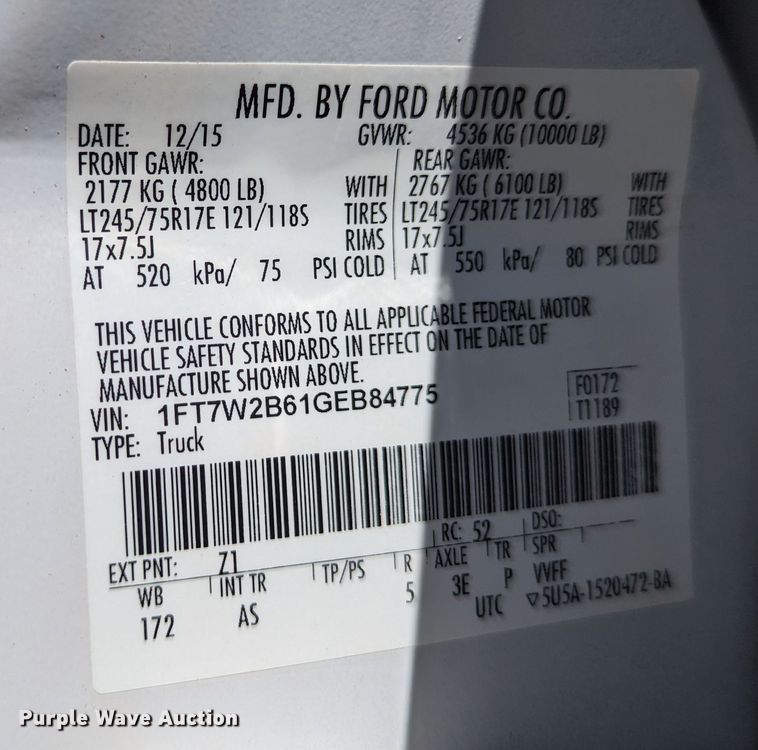 MFD. BY FORD MOTOR CO.
DATE: 12/15 GVWR: 4536 KG (10000 LB)
FRONT GAWR: REAR GAWR:
2177 KG ( 4800 LB) WITH 2767 KG ( 6100 LB) WITH
LT245/75R17E 121/118S TIRES LT245/75R17E 121/118S TIRES
17x7.5J RIMS 17x7.5J RIMS
AT 520 kPa/ 75 PSI COLD AT 550 kPa/ 80 PSI COLD
THIS VEHICLE CONFORMS TO ALL APPLICABLE FEDERAL MOTOR
VEHICLE SAFETY STANDARDS IN EFFECT ON THE DATE OF
MANUFACTURE SHOWN ABOVE.
VIN: 1FT7W2B61GEB84775 F0172
TYPE: Truck T1189
EXT PNT: Z1 RC: 52 DSO:
WB INT TR TP/PS R AXLE TR SPR
172 AS 5 3E P VVFF
UTC ▽5U5A-1520472-BA
Purple Wave Auction